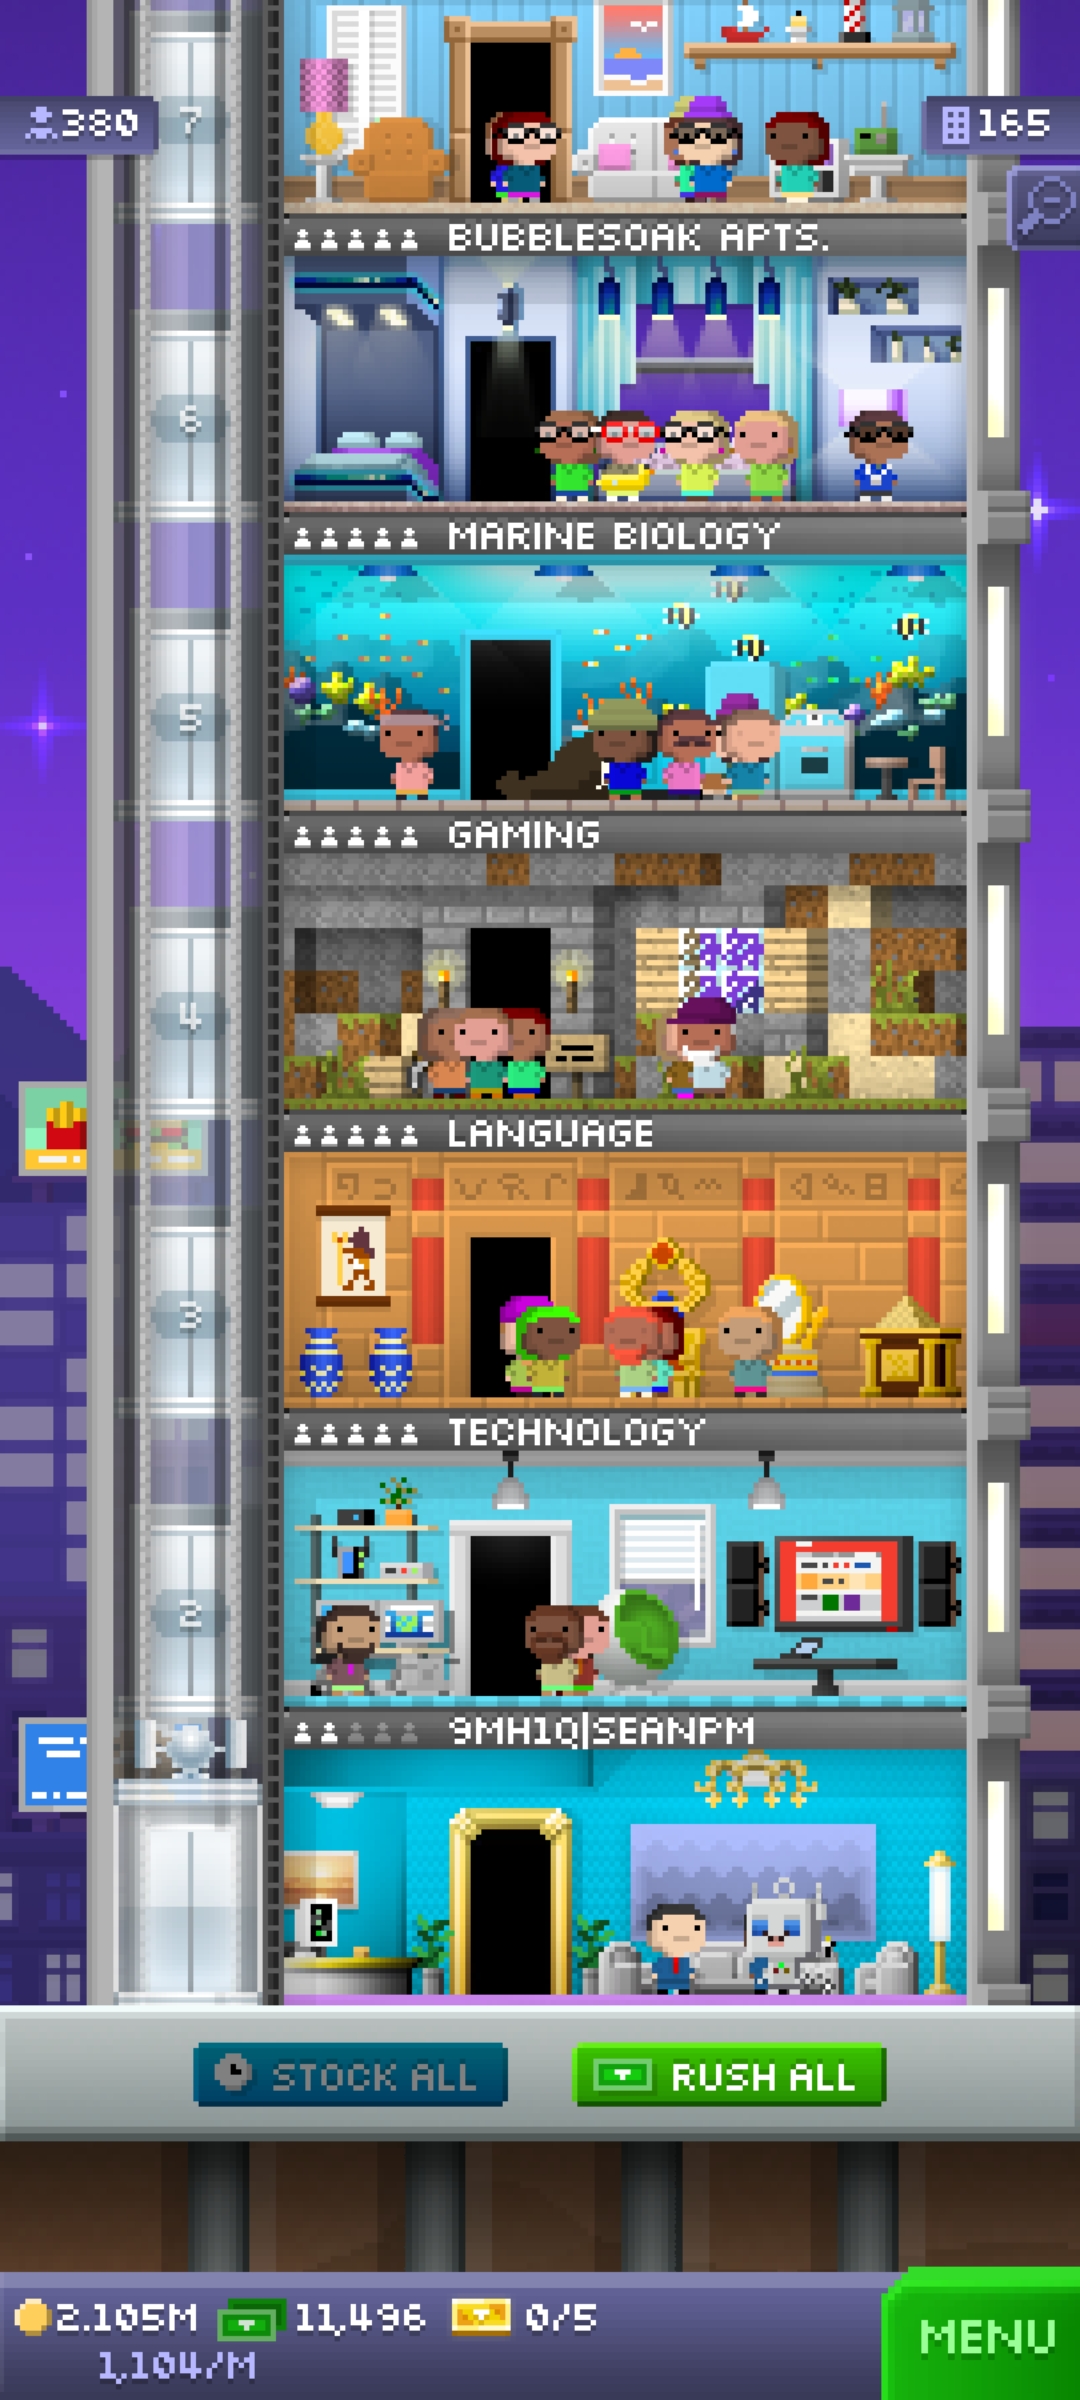 380
7
165
BUBBLESOAK APTS.
6
MARINE BIOLOGY
5
GAMING
4
LANGUAGE
3
TECHNOLOGY
2
9MH1Q|SEANPM
STOCK ALL
RUSH ALL
2.105M 11,496 0/5
1,104/M
MENU